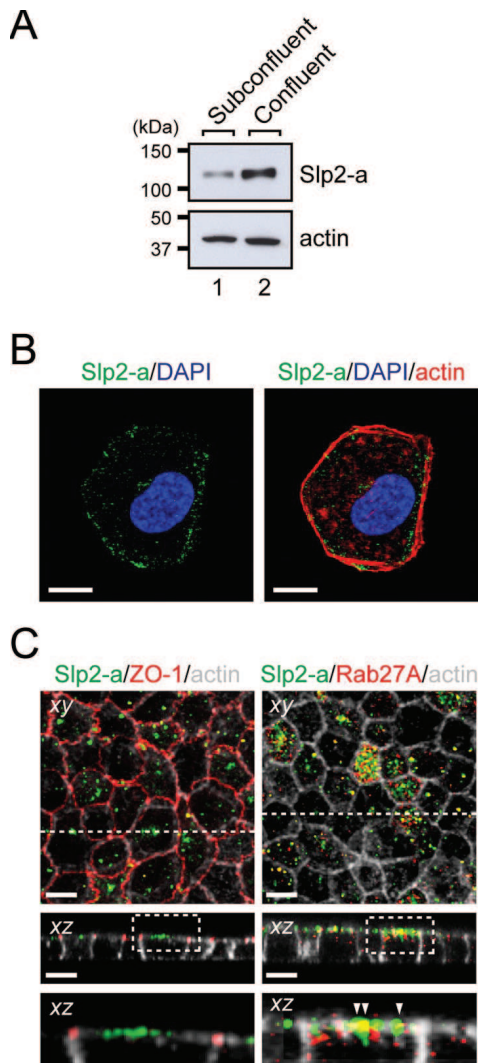 A
Subconfluent
Confluent
(kDa)
150
100
Slp2-a
50
37
actin
1 2
B
Slp2-a/DAPI Slp2-a/DAPI/actin
C
Slp2-a/ZO-1/actin Slp2-a/Rab27A/actin
xy xy
xz xz
xz xz